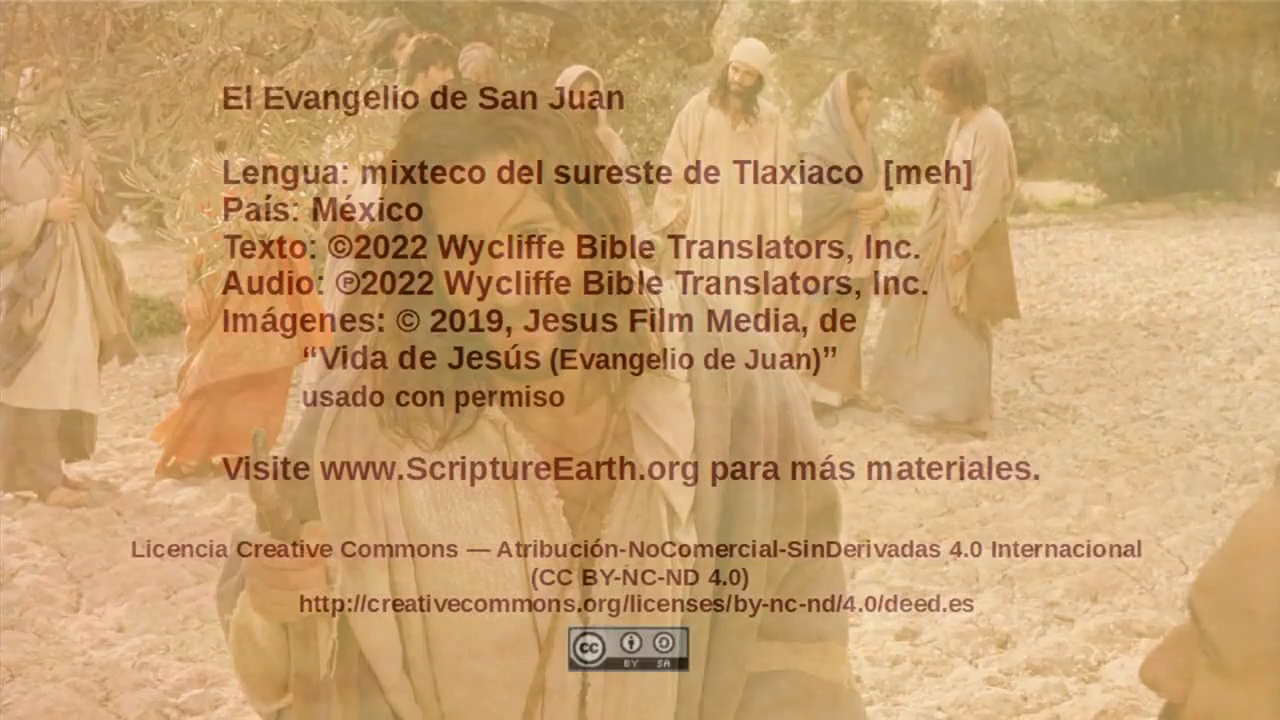 El Evangelio de San Juan
Lengua: mixteco del sureste de Tlaxiaco [meh]
País: México
Texto: ©2022 Wycliffe Bible Translators, Inc.
Audio: ℗2022 Wycliffe Bible Translators, Inc.
Imágenes: © 2019, Jesus Film Media, de
“Vida de Jesús (Evangelio de Juan)”
usado con permiso
Visite www.ScriptureEarth.org para más materiales.
Licencia Creative Commons — Atribución-NoComercial-SinDerivadas 4.0 Internacional
(CC BY-NC-ND 4.0)
http://creativecommons.org/licenses/by-nc-nd/4.0/deed.es
cc BY SA